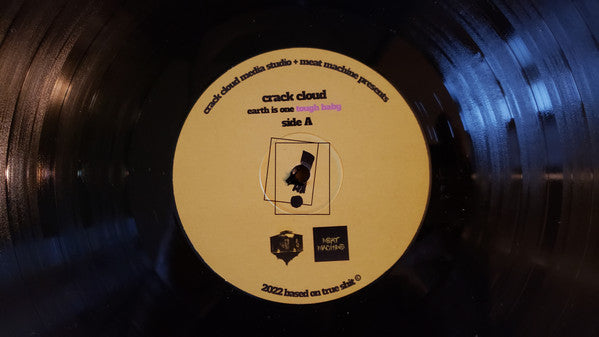 crack cloud media studio + meat machine presents
crack cloud
earth is one tough baby
side A
MEAT
MACHINE
2022 based on true shit ©